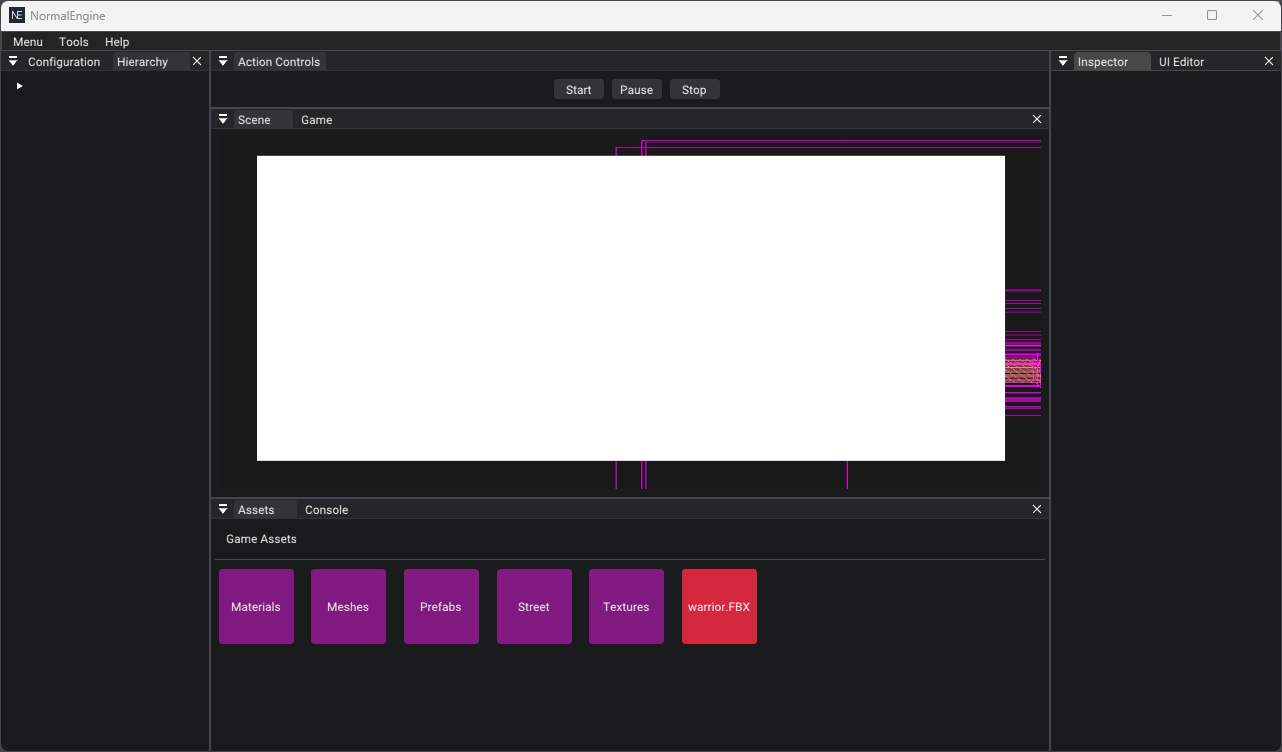 NE NormalEngine
Menu Tools Help
Configuration Hierarchy Action Controls Inspector UI Editor
Start Pause Stop
Scene Game
Assets Console
Game Assets
Materials Meshes Prefabs Street Textures warrior.FBX